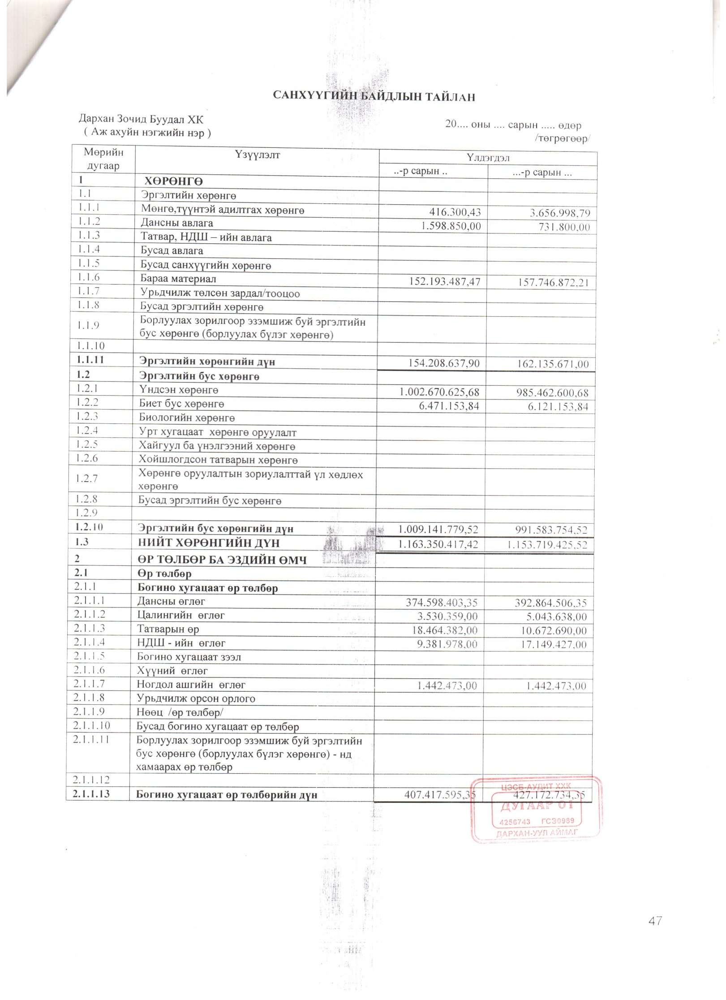 САНХҮҮГИЙН БАЙДЛЫН ТАЙЛАН
Дархан Зочид Буудал ХК
( Аж ахуйн нэгжийн нэр )
20.... оны .... сарын ..... өдөр
/төгрөгөөр/
Мөрийн дугаар Үзүүлэлт Үлдэгдэл
..-р сарын .. ...-р сарын ...
1 ХӨРӨНГӨ
1.1 Эргэлтийн хөрөнгө
1.1.1 Мөнгө,түүнтэй адилтгах хөрөнгө 416.300,43 3.656.998,79
1.1.2 Дансны авлага 1.598.850,00 731.800,00
1.1.3 Татвар, НДШ – ийн авлага
1.1.4 Бусад авлага
1.1.5 Бусад санхүүгийн хөрөнгө
1.1.6 Бараа материал 152.193.487,47 157.746.872,21
1.1.7 Урьдчилж төлсөн зардал/тооцоо
1.1.8 Бусад эргэлтийн хөрөнгө
1.1.9 Борлуулах зорилгоор эзэмшиж буй эргэлтийн
бус хөрөнгө (борлуулах бүлэг хөрөнгө)
1.1.10
1.1.11 Эргэлтийн хөрөнгийн дүн 154.208.637,90 162.135.671,00
1.2 Эргэлтийн бус хөрөнгө
1.2.1 Үндсэн хөрөнгө 1.002.670.625,68 985.462.600,68
1.2.2 Биет бус хөрөнгө 6.471.153,84 6.121.153,84
1.2.3 Биологийн хөрөнгө
1.2.4 Урт хугацаат хөрөнгө оруулалт
1.2.5 Хайгуул ба үнэлгээний хөрөнгө
1.2.6 Хойшлогдсон татварын хөрөнгө
1.2.7 Хөрөнгө оруулалтын зориулалттай үл хөдлөх
хөрөнгө
1.2.8 Бусад эргэлтийн бус хөрөнгө
1.2.9
1.2.10 Эргэлтийн бус хөрөнгийн дүн 1.009.141.779,52 991.583.754,52
1.3 НИЙТ ХӨРӨНГИЙН ДҮН 1.163.350.417,42 1.153.719.425,52
2 ӨР ТӨЛБӨР БА ЭЗДИЙН ӨМЧ
2.1 Өр төлбөр
2.1.1 Богино хугацаат өр төлбөр
2.1.1.1 Дансны өглөг 374.598.403,35 392.864.506,35
2.1.1.2 Цалингийн өглөг 3.530.359,00 5.043.638,00
2.1.1.3 Татварын өр 18.464.382,00 10.672.690,00
2.1.1.4 НДШ - ийн өглөг 9.381.978,00 17.149.427,00
2.1.1.5 Богино хугацаат зээл
2.1.1.6 Хүүний өглөг
2.1.1.7 Ногдол ашгийн өглөг 1.442.473,00 1.442.473,00
2.1.1.8 Урьдчилж орсон орлого
2.1.1.9 Нөөц /өр төлбөр/
2.1.1.10 Бусад богино хугацаат өр төлбөр
2.1.1.11 Борлуулах зорилгоор эзэмшиж буй эргэлтийн
бус хөрөнгө (борлуулах бүлэг хөрөнгө) - нд
хамаарах өр төлбөр
2.1.1.12
2.1.1.13 Богино хугацаат өр төлбөрийн дүн 407.417.595,35 427.172.734,35
ЦЭСБ-АУДИТ ХХК
ДУГААР 01
4256743 ГСЭ0989
ДАРХАН-УУЛ АЙМАГ
47